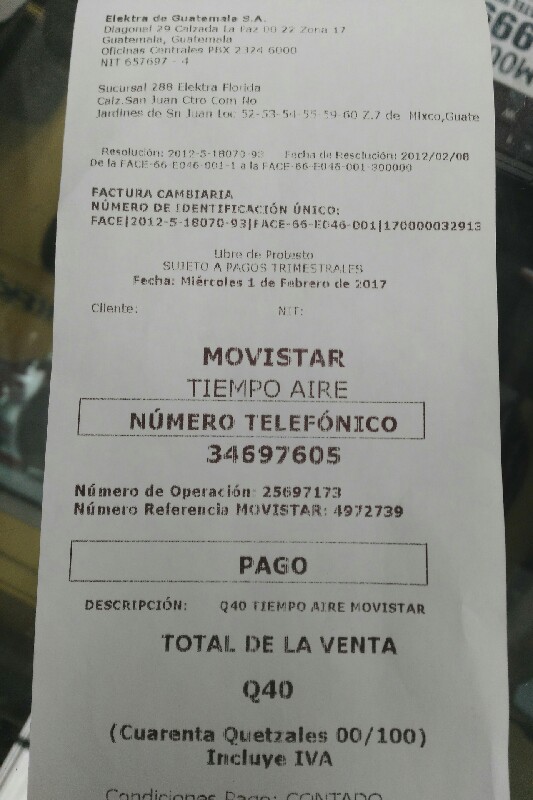 Elektra de Guatemala S.A.
Diagonal 29 Calzada La Paz 00 22 Zona 17
Guatemala, Guatemala
Oficinas Centrales PBX 2324 6000
NIT 657697 - 4
Sucursal 288 Elektra Florida
Calz.San Juan Ctro Com No
Jardines de Sn Juan Loc 52-53-54-55-59-60 Z.7 de Mixco,Guate
Resolución: 2012-5-18070-93 Fecha de Resolución: 2012/02/08
De la FACE-66-E046-001-1 a la FACE-66-E046-001-300000
FACTURA CAMBIARIA
NÚMERO DE IDENTIFICACIÓN ÚNICO:
FACE|2012-5-18070-93|FACE-66-E046-001|170000032913
Libre de Protesto
SUJETO A PAGOS TRIMESTRALES
Fecha: Miércoles 1 de Febrero de 2017
Cliente: NIT:
MOVISTAR
TIEMPO AIRE
NÚMERO TELEFÓNICO
34697605
Número de Operación: 25697173
Número Referencia MOVISTAR: 4972739
PAGO
DESCRIPCIÓN: Q40 TIEMPO AIRE MOVISTAR
TOTAL DE LA VENTA
Q40
(Cuarenta Quetzales 00/100)
Incluye IVA
Condiciones Pago: CONTADO